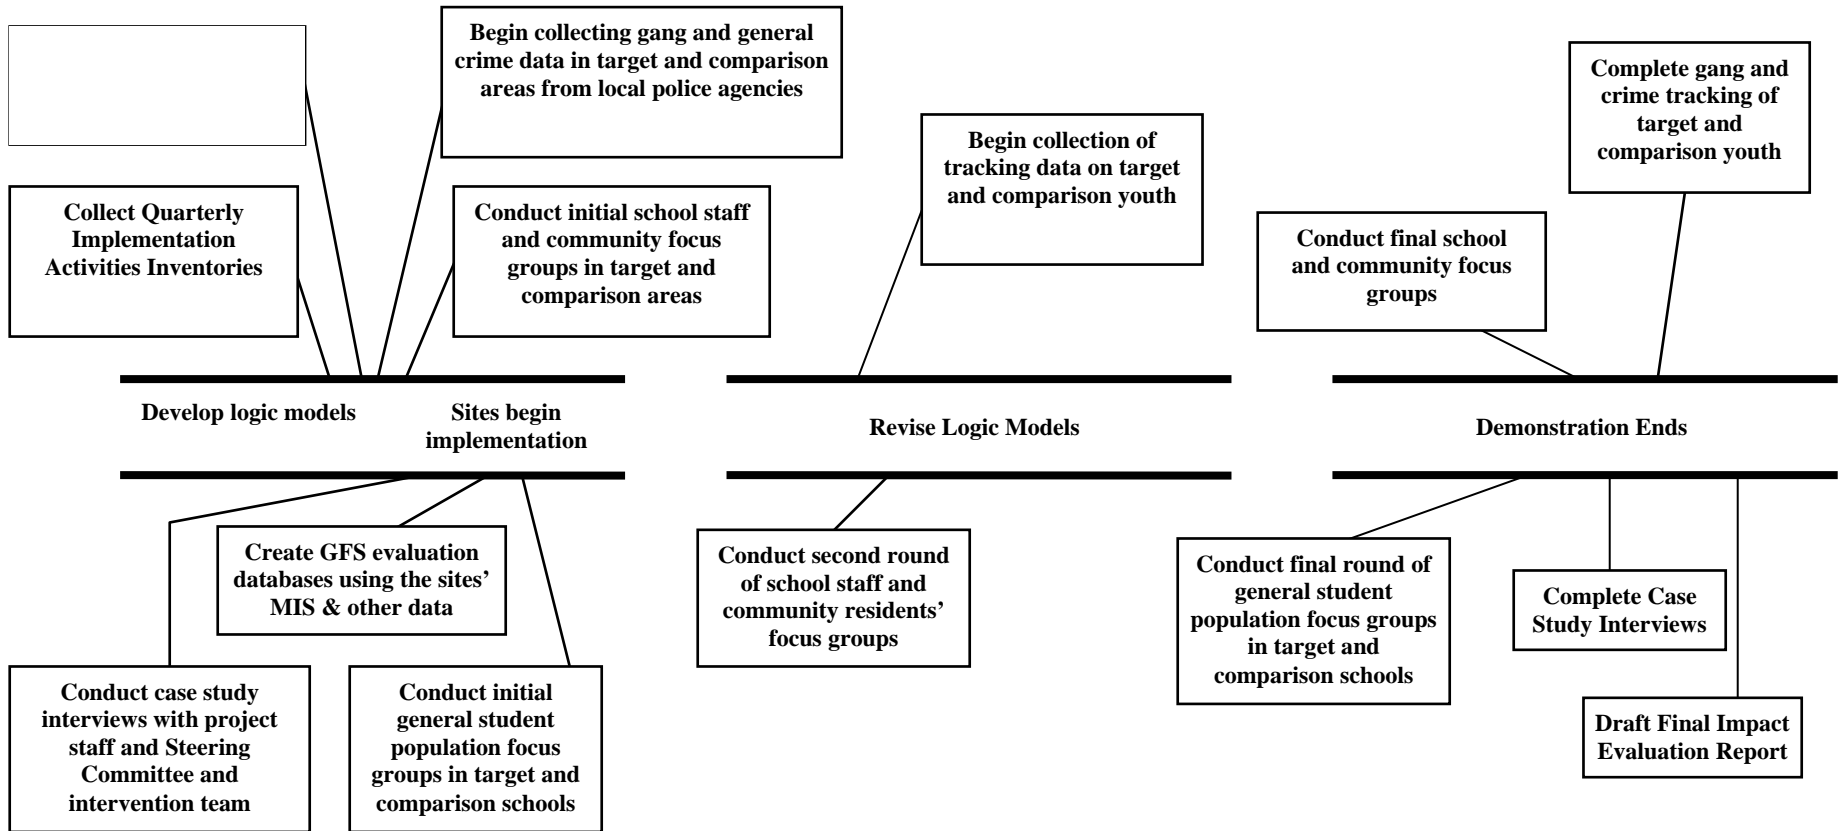 Begin collecting gang and general
crime data in target and comparison
areas from local police agencies
Complete gang and
crime tracking of
target and
comparison youth
Begin collection of
tracking data on target
and comparison youth
Collect Quarterly
Implementation
Activities Inventories
Conduct initial school staff
and community focus
groups in target and
comparison areas
Conduct final school
and community focus
groups
Develop logic models
Sites begin
implementation
Revise Logic Models
Demonstration Ends
Create GFS evaluation
databases using the sites’
MIS & other data
Conduct second round
of school staff and
community residents’
focus groups
Conduct final round of
general student
population focus groups
in target and
comparison schools
Complete Case
Study Interviews
Conduct case study
interviews with project
staff and Steering
Committee and
intervention team
Conduct initial
general student
population focus
groups in target and
comparison schools
Draft Final Impact
Evaluation Report